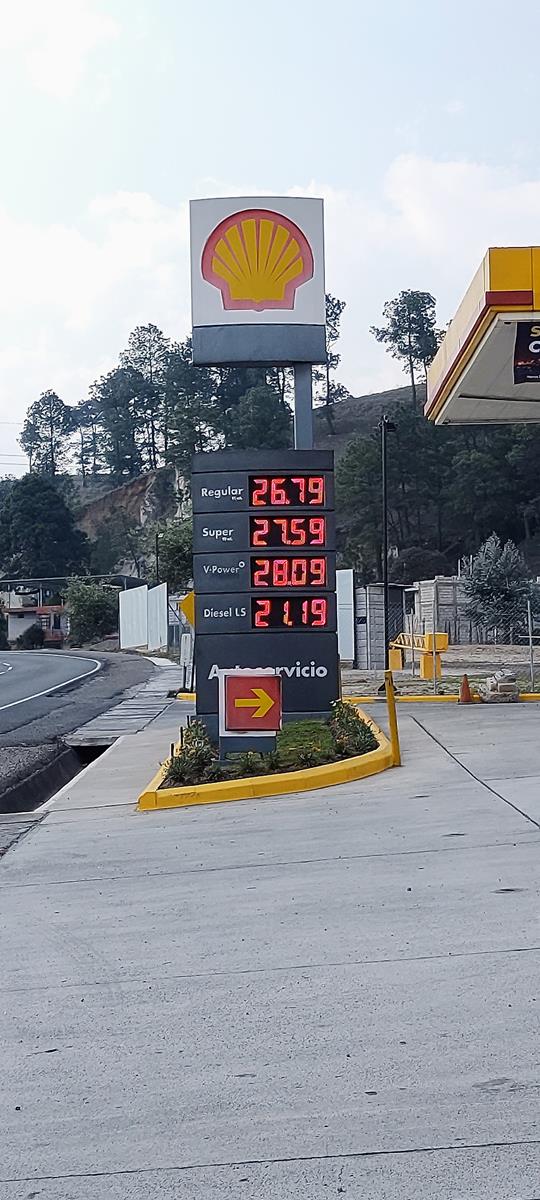 Regular 26.79
Super 27.59
V-Power 28.09
Diesel LS 21.19
Autoservicio